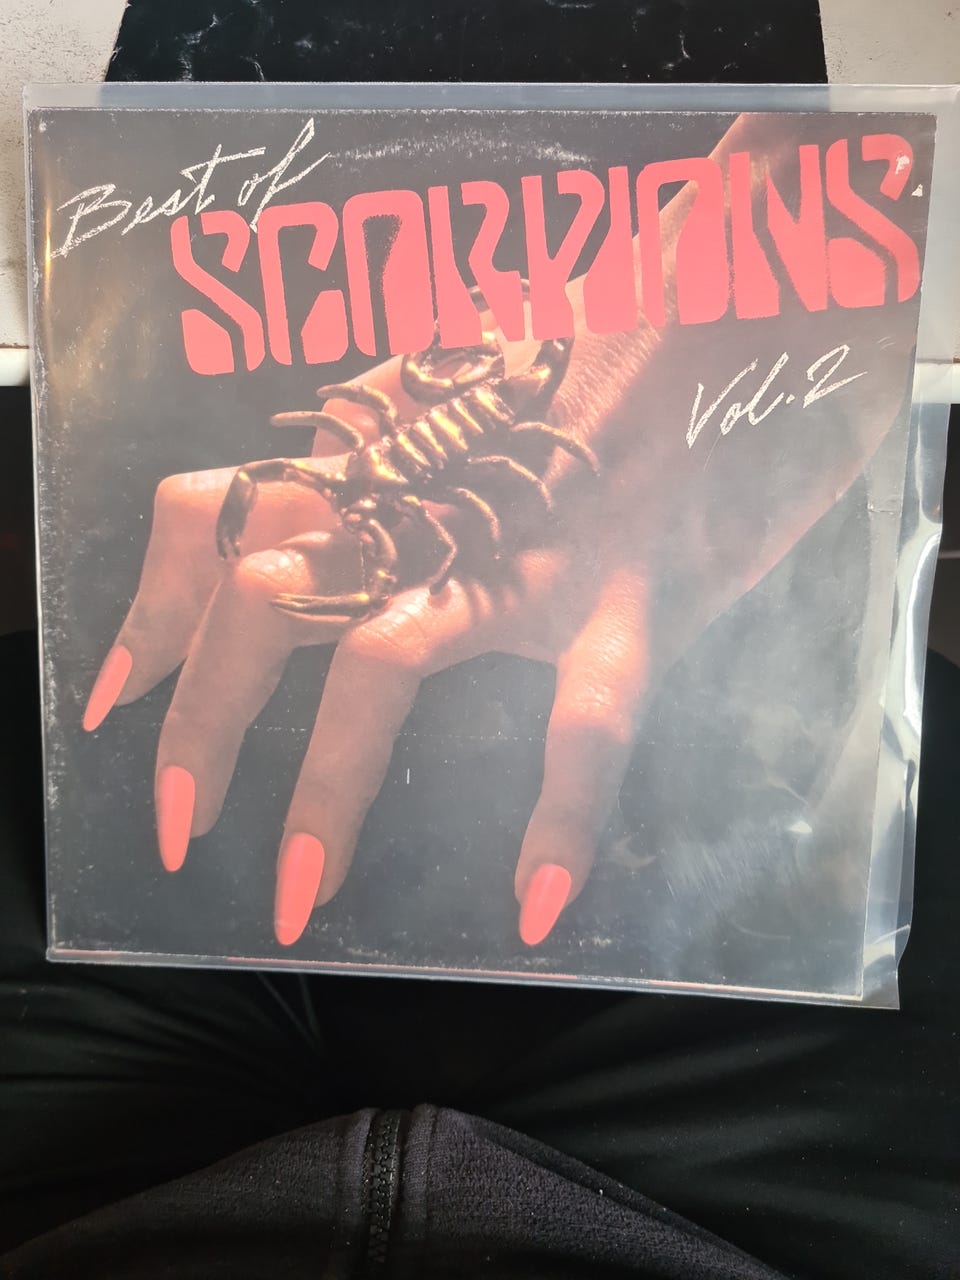 Best of
SCORPIONS
Vol. 2